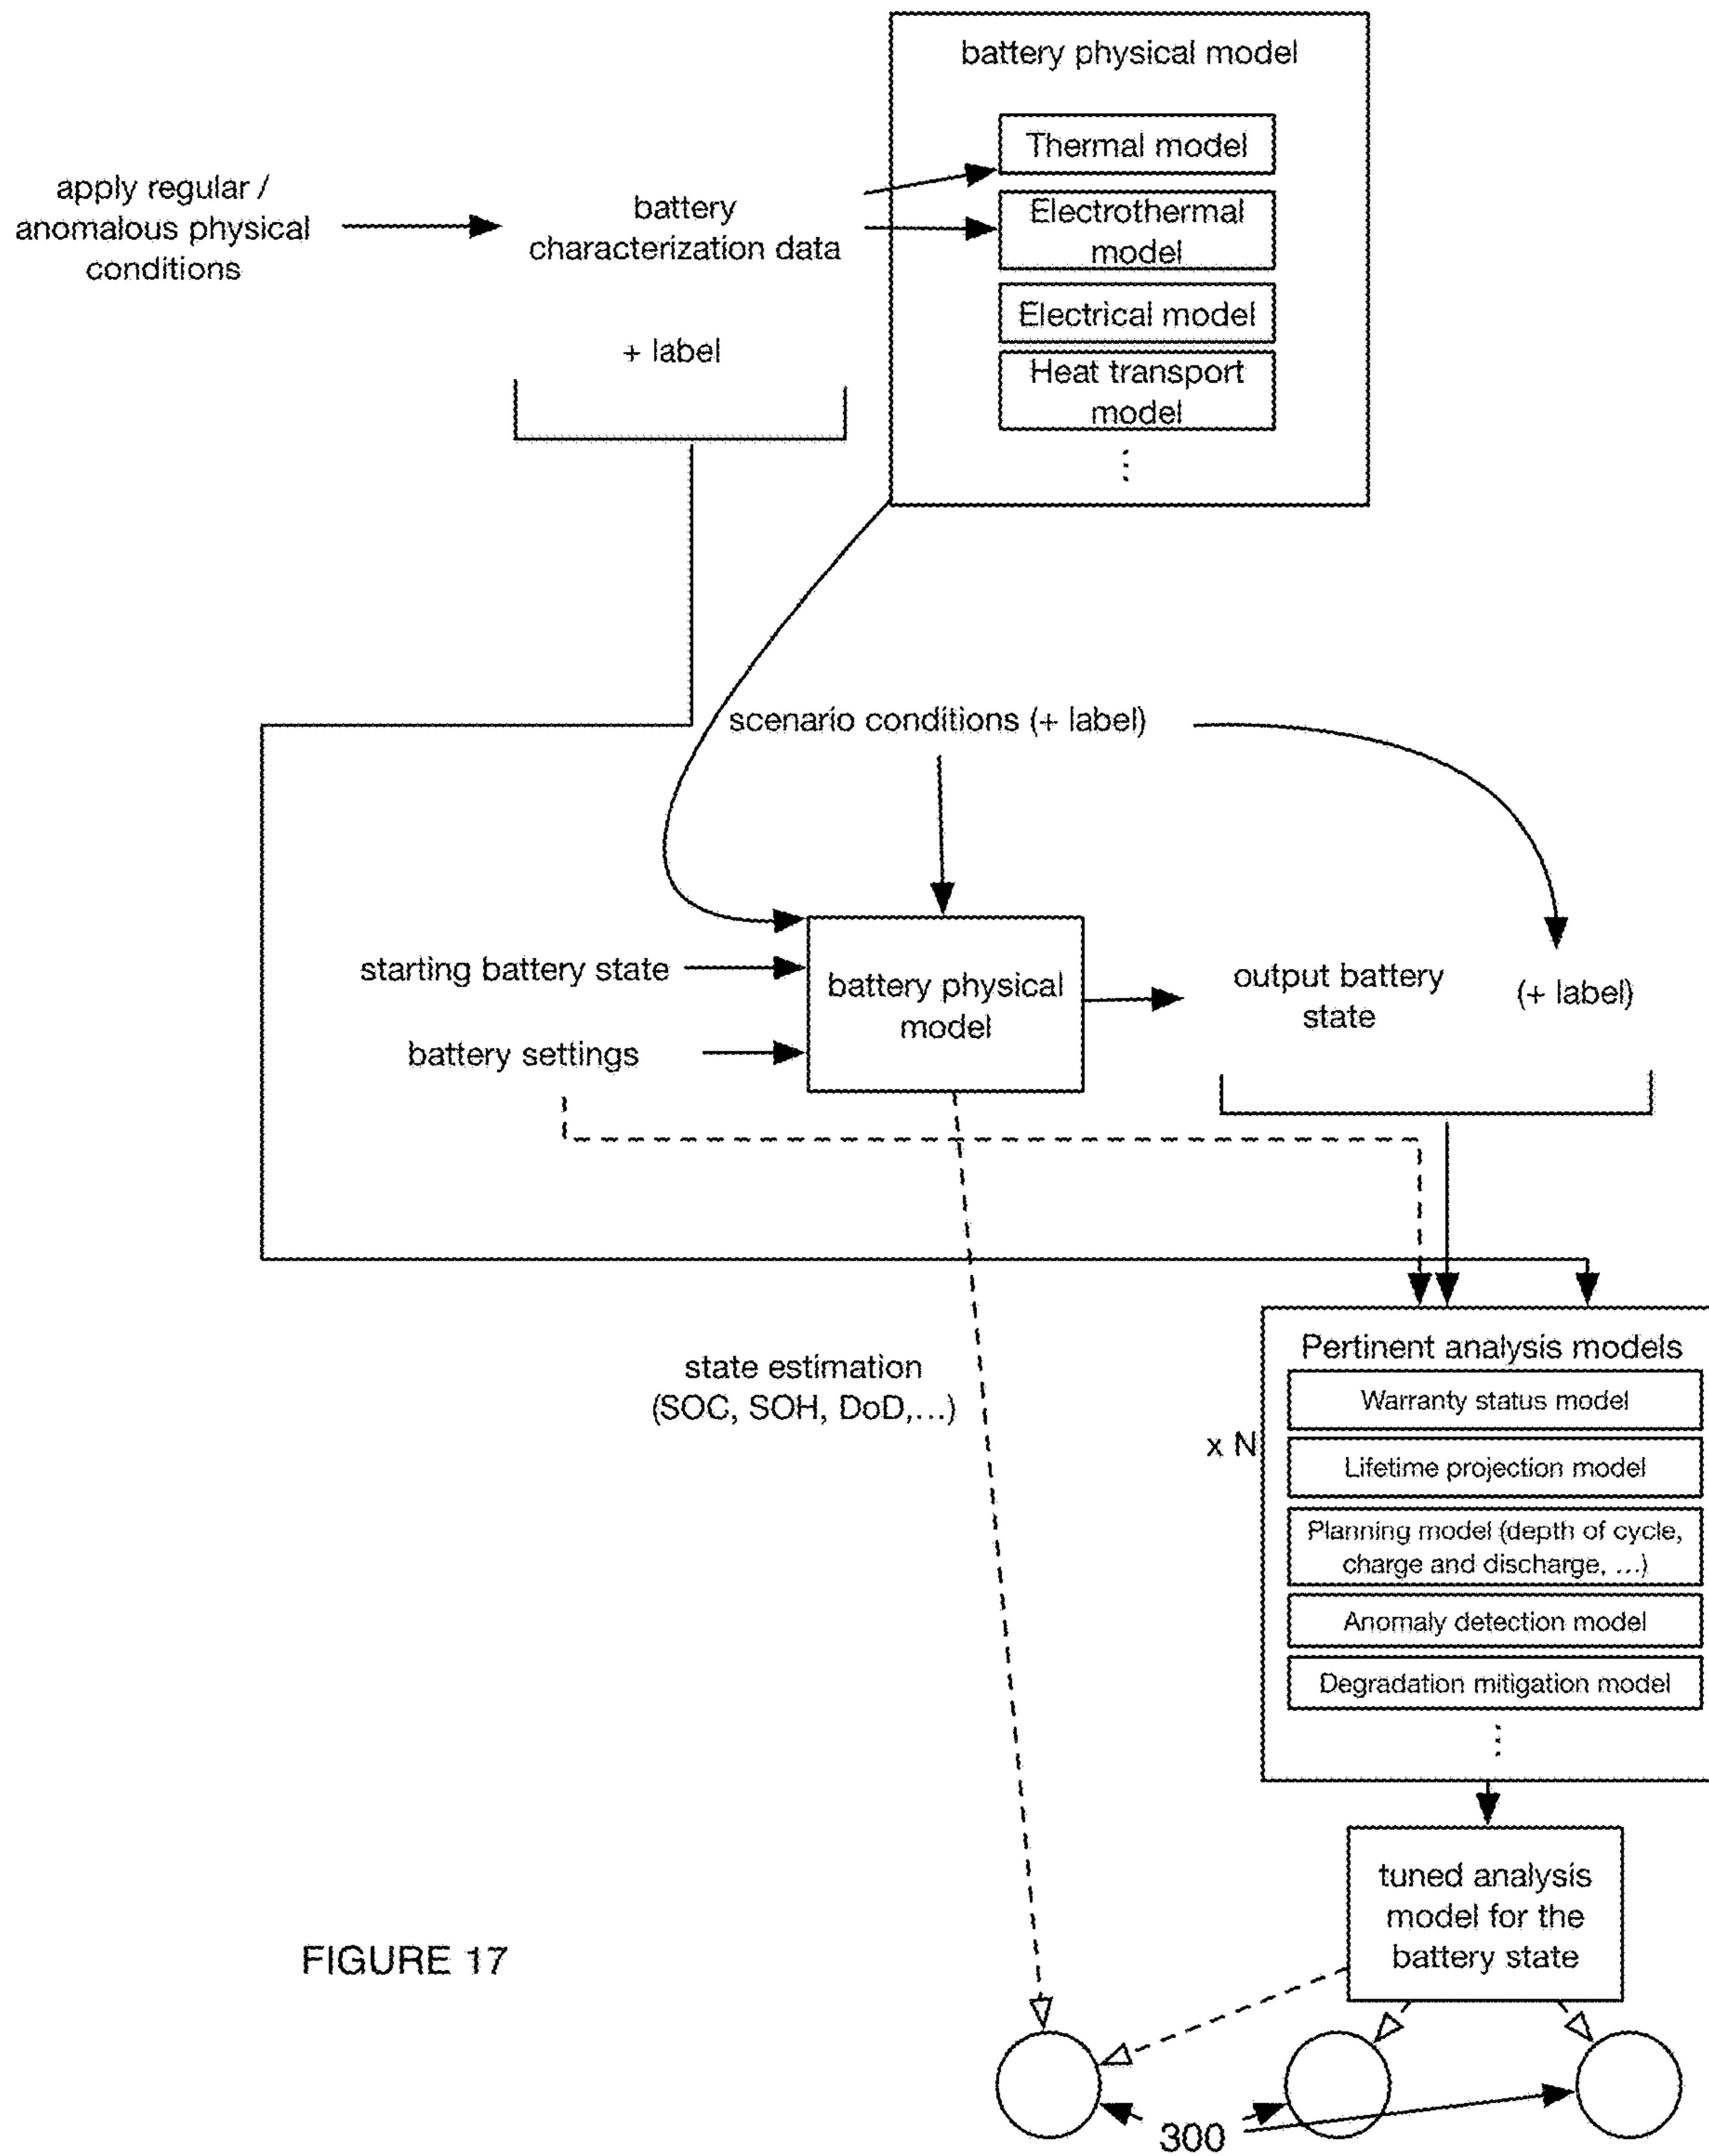 battery physical model
Thermal model
Electrothermal
model
Electrical model
Heat transport
model
⋮
apply regular /
anomalous physical
conditions
battery
characterization data
+ label
scenario conditions (+ label)
starting battery state
battery settings
battery physical
model
output battery
state
(+ label)
state estimation
(SOC, SOH, DoD,...)
x N
Pertinent analysis models
Warranty status model
Lifetime projection model
Planning model (depth of cycle,
charge and discharge, ...)
Anomaly detection model
Degradation mitigation model
⋮
tuned analysis
model for the
battery state
FIGURE 17
300